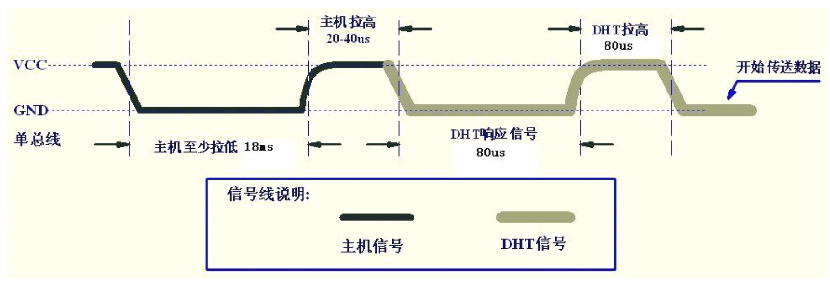 主机拉高
20-40us
DHT拉高
80us
VCC
开始传送数据
GND
单总线
主机至少拉低 18ms
DHT响应信号
80us
信号线说明:
主机信号
DHT信号